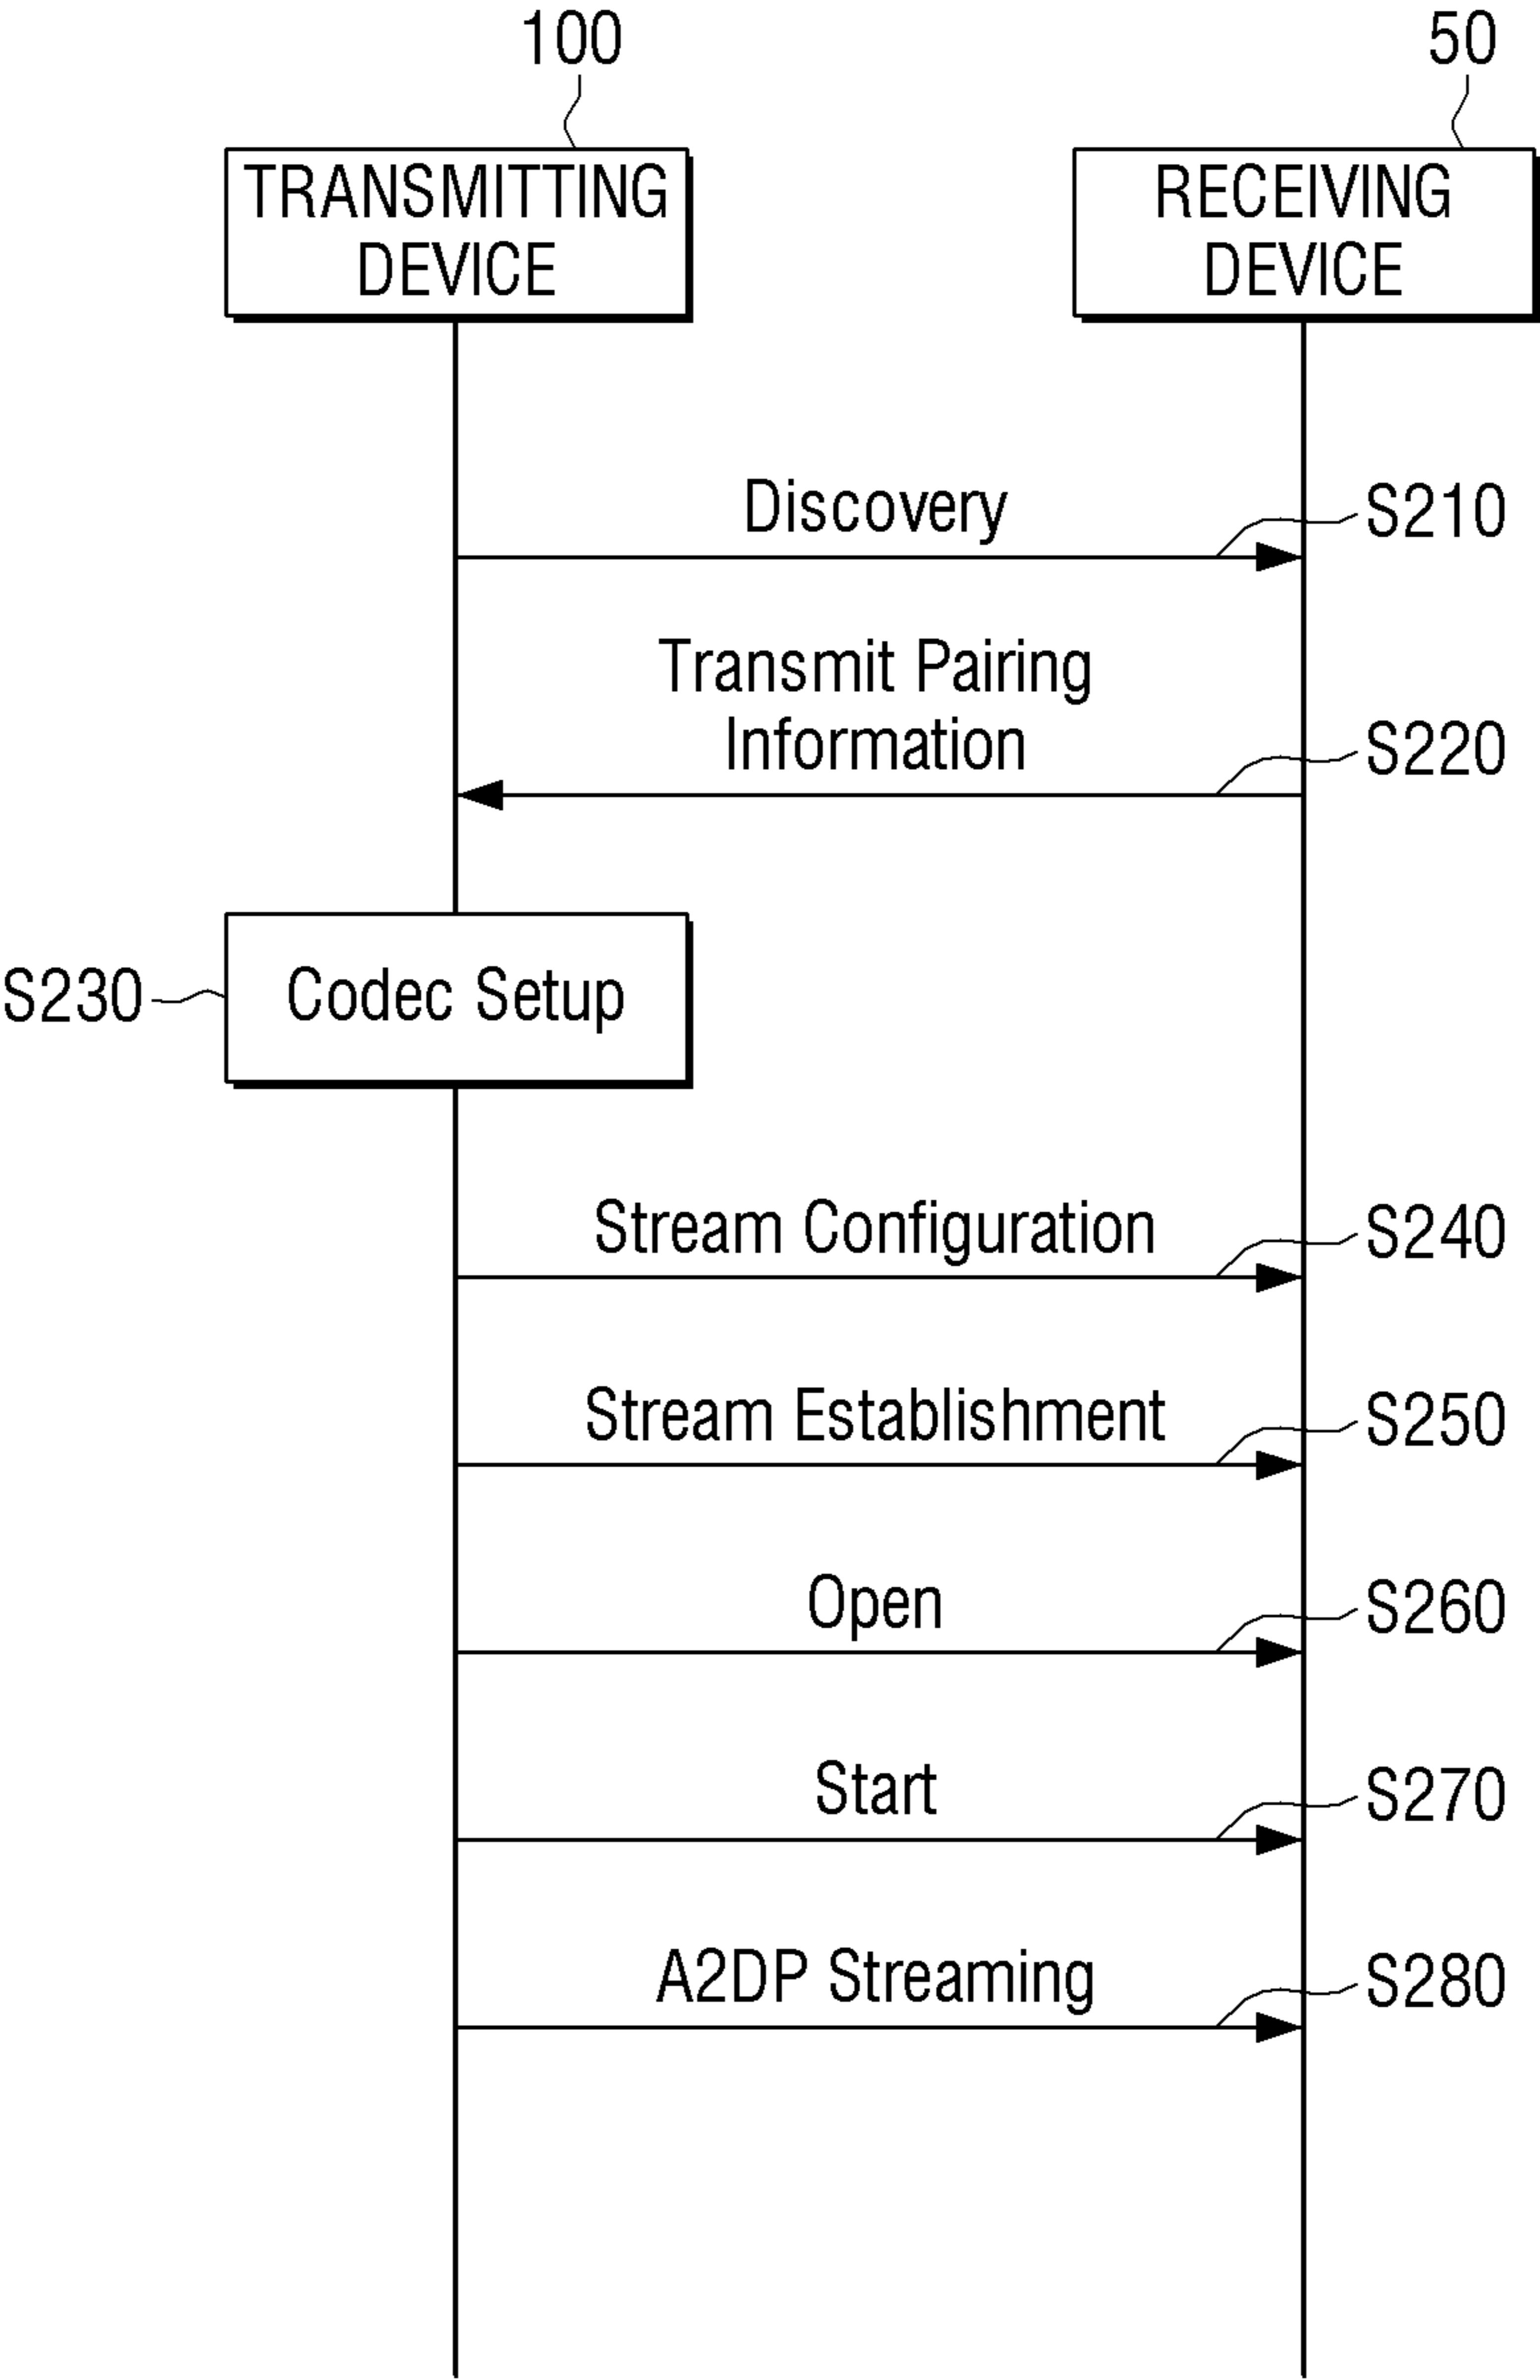 100
50
TRANSMITTING
DEVICE
RECEIVING
DEVICE
Discovery
S210
Transmit Pairing
Information
S220
S230
Codec Setup
Stream Configuration
S240
Stream Establishment
S250
Open
S260
Start
S270
A2DP Streaming
S280